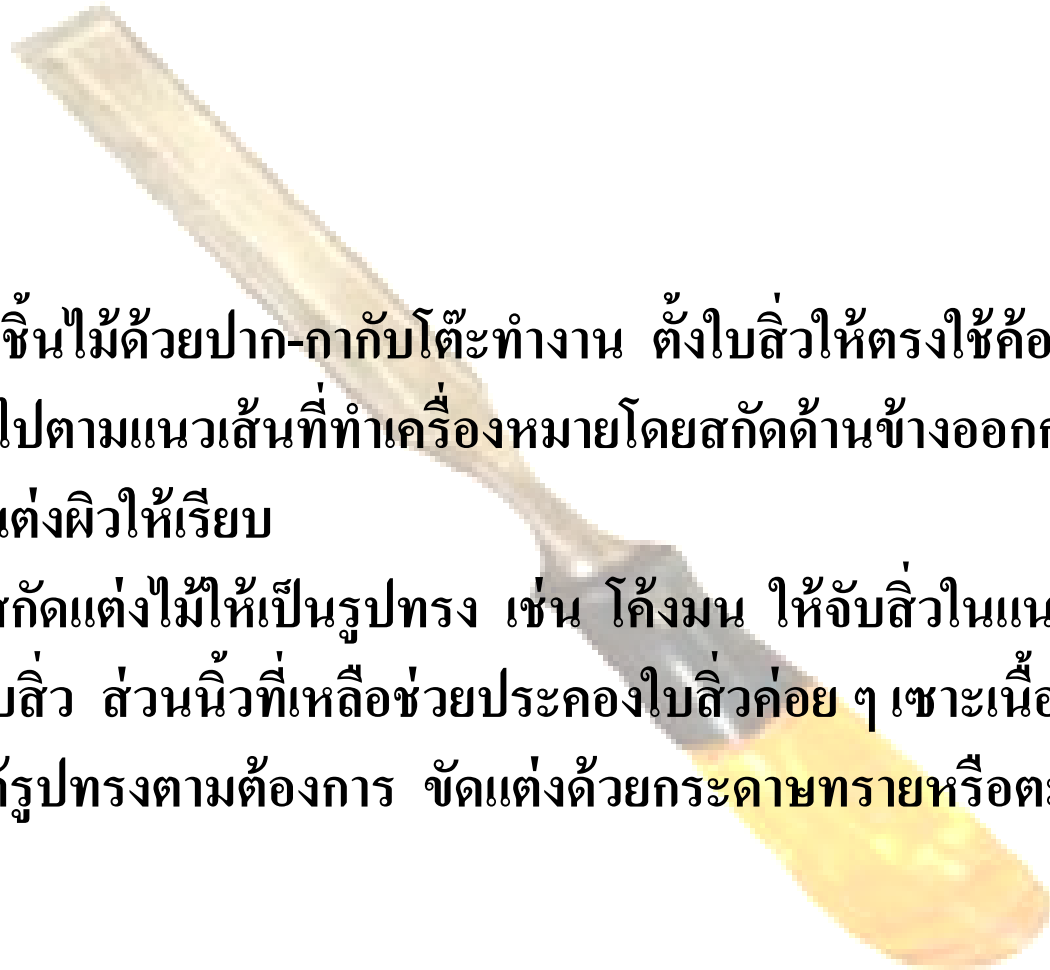 ชิ้นไม้ด้วยปาก-กากับโต๊ะทำงาน ตั้งใบสิ่วให้ตรงใช้ค้อ
ไปตามแนวเส้นที่ทำเครื่องหมายโดยสกัดด้านข้างออกก
แต่งผิวให้เรียบ
สกัดแต่งไม้ให้เป็นรูปทรง เช่น โค้งมน ให้จับสิ่วในแน
บสิ่ว ส่วนนิ้วที่เหลือช่วยประคองใบสิ่วค่อย ๆ เซาะเนื้อ
ด้รูปทรงตามต้องการ ขัดแต่งด้วยกระดาษทรายหรือตะ